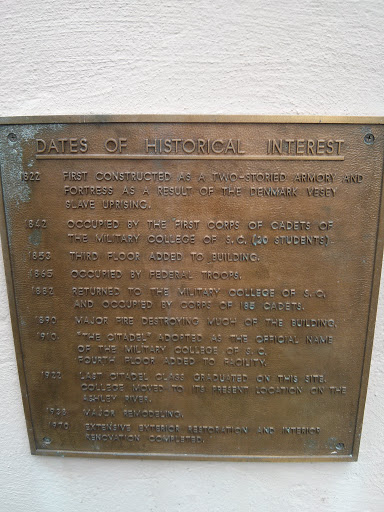 DATES OF HISTORICAL INTEREST
1822 FIRST CONSTRUCTED AS A TWO-STORIED ARMORY AND
FORTRESS AS A RESULT OF THE DENMARK VESEY
SLAVE UPRISING.
1842 OCCUPIED BY THE FIRST CORPS OF CADETS OF
THE MILITARY COLLEGE OF S.C. (20 STUDENTS)
1852 THIRD FLOOR ADDED TO BUILDING.
1865 OCCUPIED BY FEDERAL TROOPS.
1882 RETURNED TO THE MILITARY COLLEGE OF S.C.
AND OCCUPIED BY CORPS OF 185 CADETS.
1890 MAJOR FIRE DESTROYING MUCH OF THE BUILDING.
1910 "THE CITADEL" ADOPTED AS THE OFFICIAL NAME
OF THE MILITARY COLLEGE OF S.C.
FOURTH FLOOR ADDED TO FACILITY.
1922 LAST CITADEL CLASS GRADUATED ON THIS SITE.
COLLEGE MOVED TO ITS PRESENT LOCATION ON THE
ASHLEY RIVER.
1938 MAJOR REMODELING.
1970 EXTENSIVE EXTERIOR RESTORATION AND INTERIOR
RENOVATION COMPLETED.